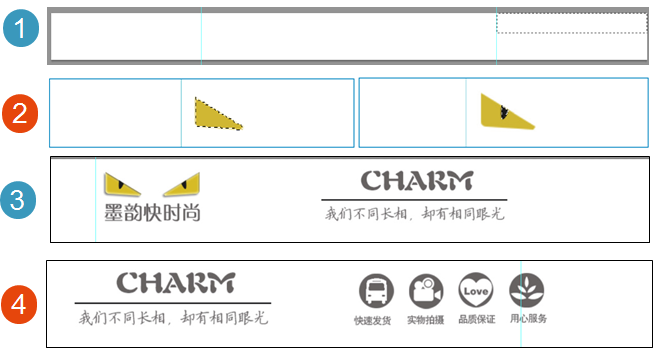 1
2
3
CHARM
墨韵快时尚
我们不同长相，却有相同眼光
4
CHARM
我们不同长相，却有相同眼光
Love
快速发货
实物拍摄
品质保证
用心服务